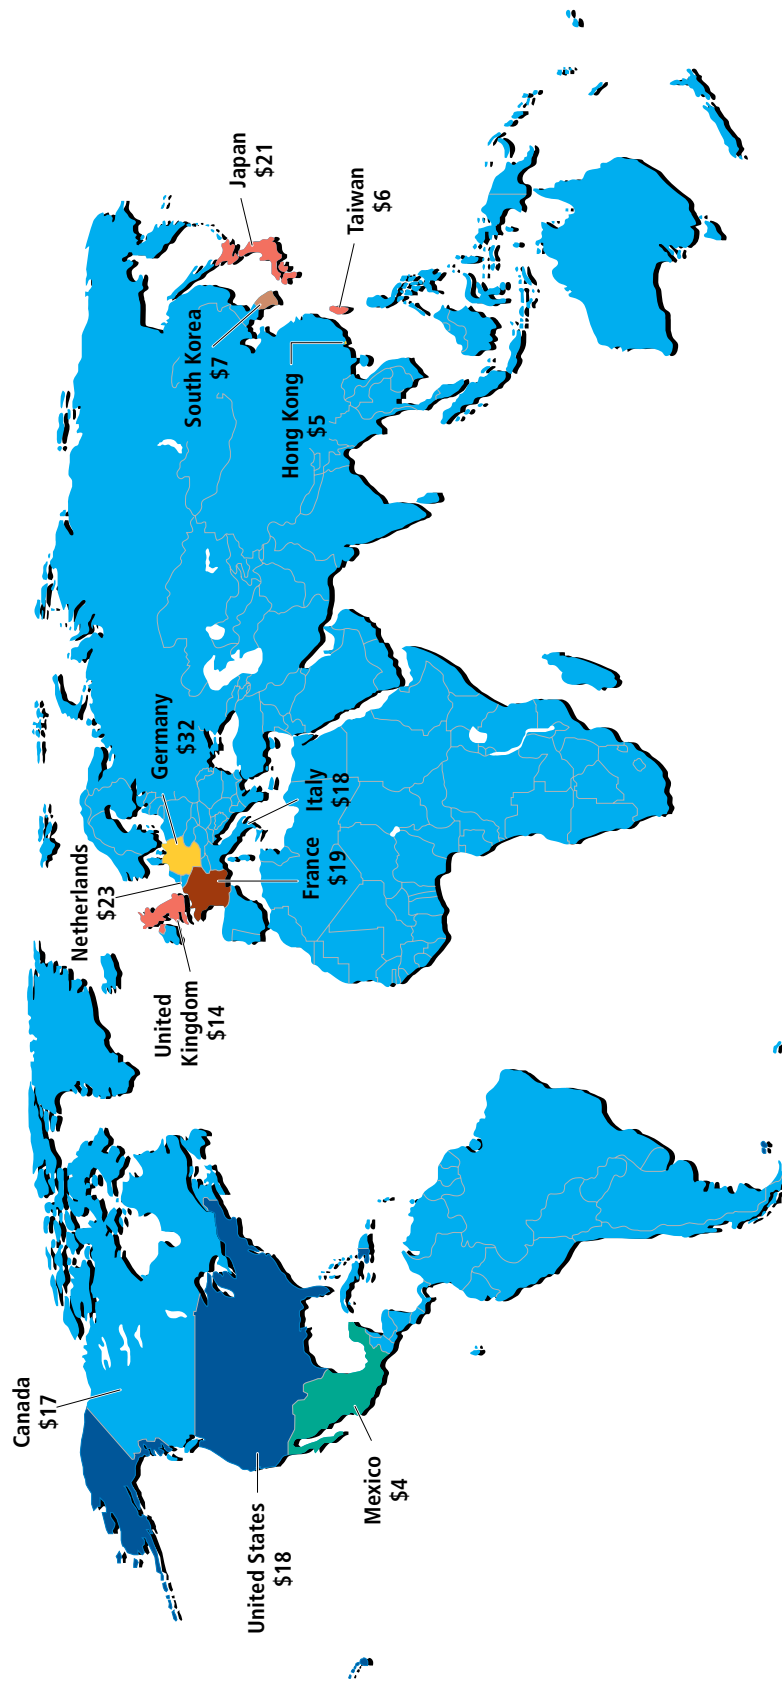 Canada
$17
United States
$18
Mexico
$4
United
Kingdom
$14
Netherlands
$23
France
$19
Germany
$32
Italy
$18
Hong Kong
$5
South Korea
$7
Taiwan
$6
Japan
$21